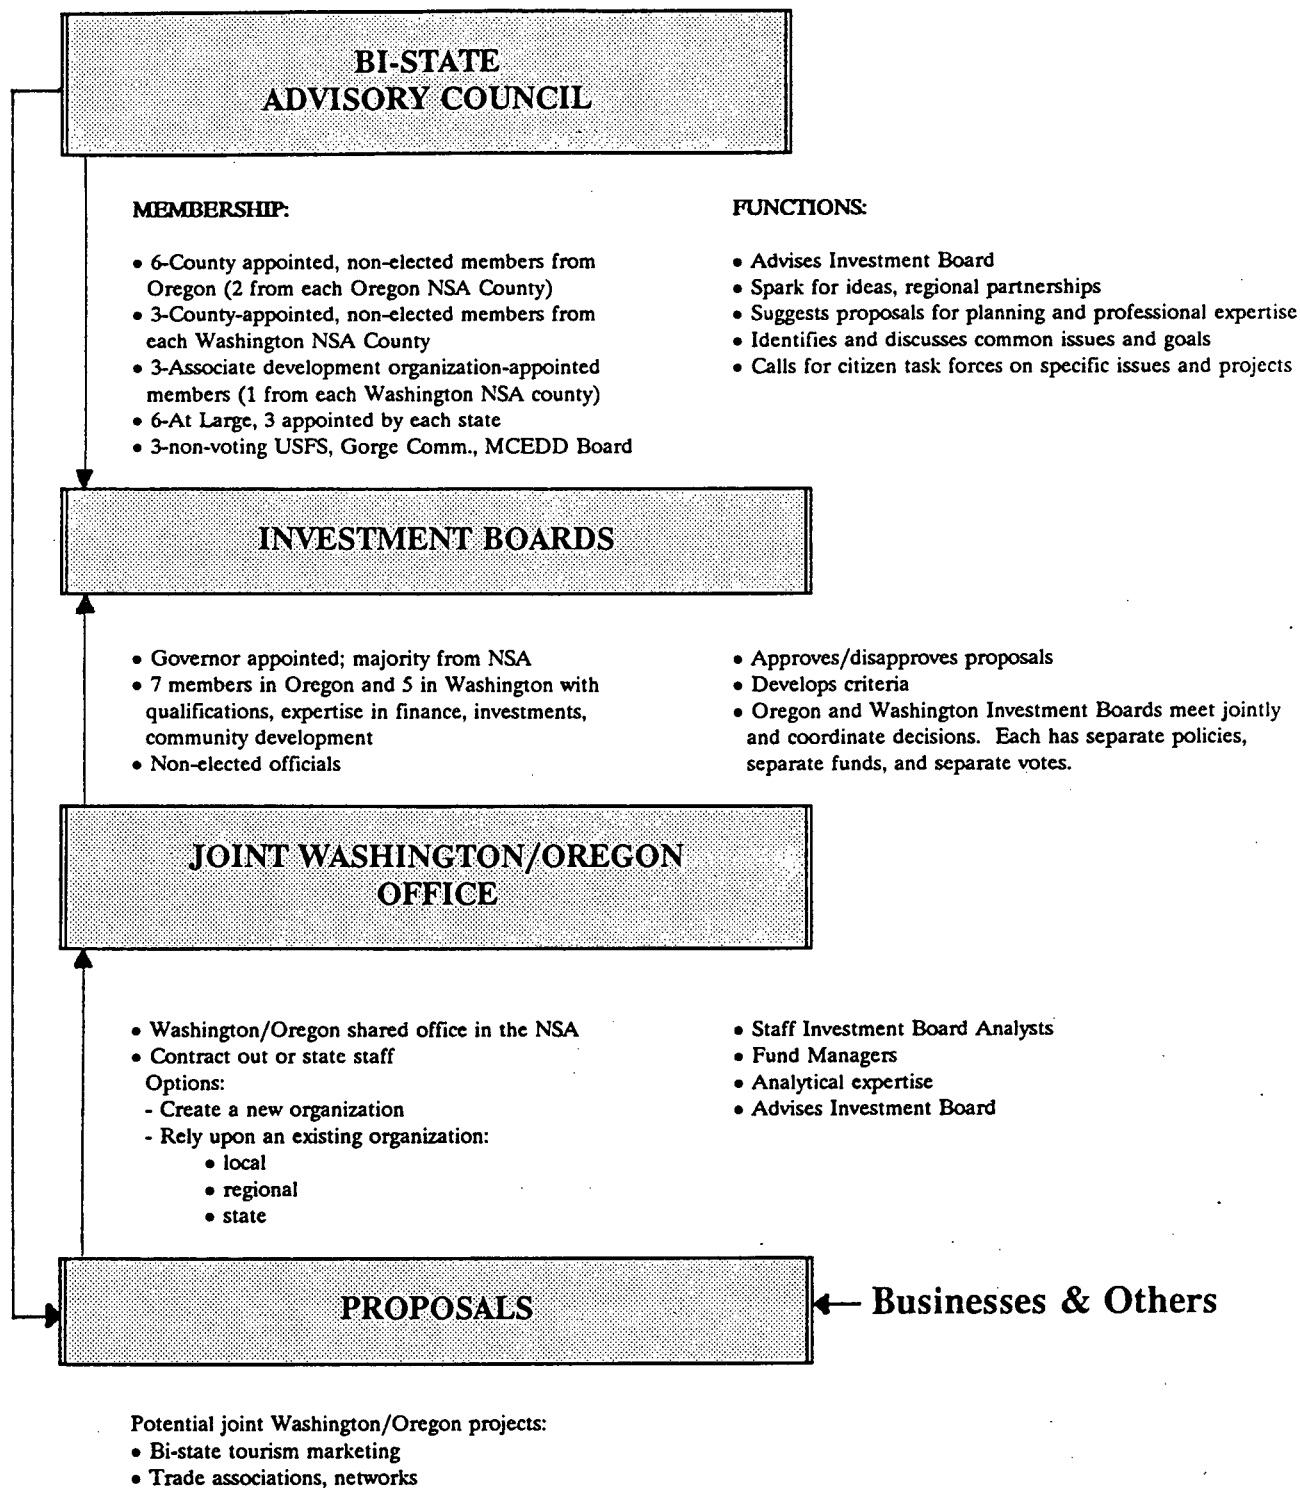 BI-STATE
ADVISORY COUNCIL
MEMBERSHIP:
• 6-County appointed, non-elected members from
Oregon (2 from each Oregon NSA County)
• 3-County-appointed, non-elected members from
each Washington NSA County
• 3-Associate development organization-appointed
members (1 from each Washington NSA county)
• 6-At Large, 3 appointed by each state
• 3-non-voting USFS, Gorge Comm., MCEDD Board
FUNCTIONS:
• Advises Investment Board
• Spark for ideas, regional partnerships
• Suggests proposals for planning and professional expertise
• Identifies and discusses common issues and goals
• Calls for citizen task forces on specific issues and projects
INVESTMENT BOARDS
• Governor appointed; majority from NSA
• 7 members in Oregon and 5 in Washington with
qualifications, expertise in finance, investments,
community development
• Non-elected officials
• Approves/disapproves proposals
• Develops criteria
• Oregon and Washington Investment Boards meet jointly
and coordinate decisions. Each has separate policies,
separate funds, and separate votes.
JOINT WASHINGTON/OREGON
OFFICE
• Washington/Oregon shared office in the NSA
• Contract out or state staff
Options:
- Create a new organization
- Rely upon an existing organization:
• local
• regional
• state
• Staff Investment Board Analysts
• Fund Managers
• Analytical expertise
• Advises Investment Board
PROPOSALS
Businesses & Others
Potential joint Washington/Oregon projects:
• Bi-state tourism marketing
• Trade associations, networks